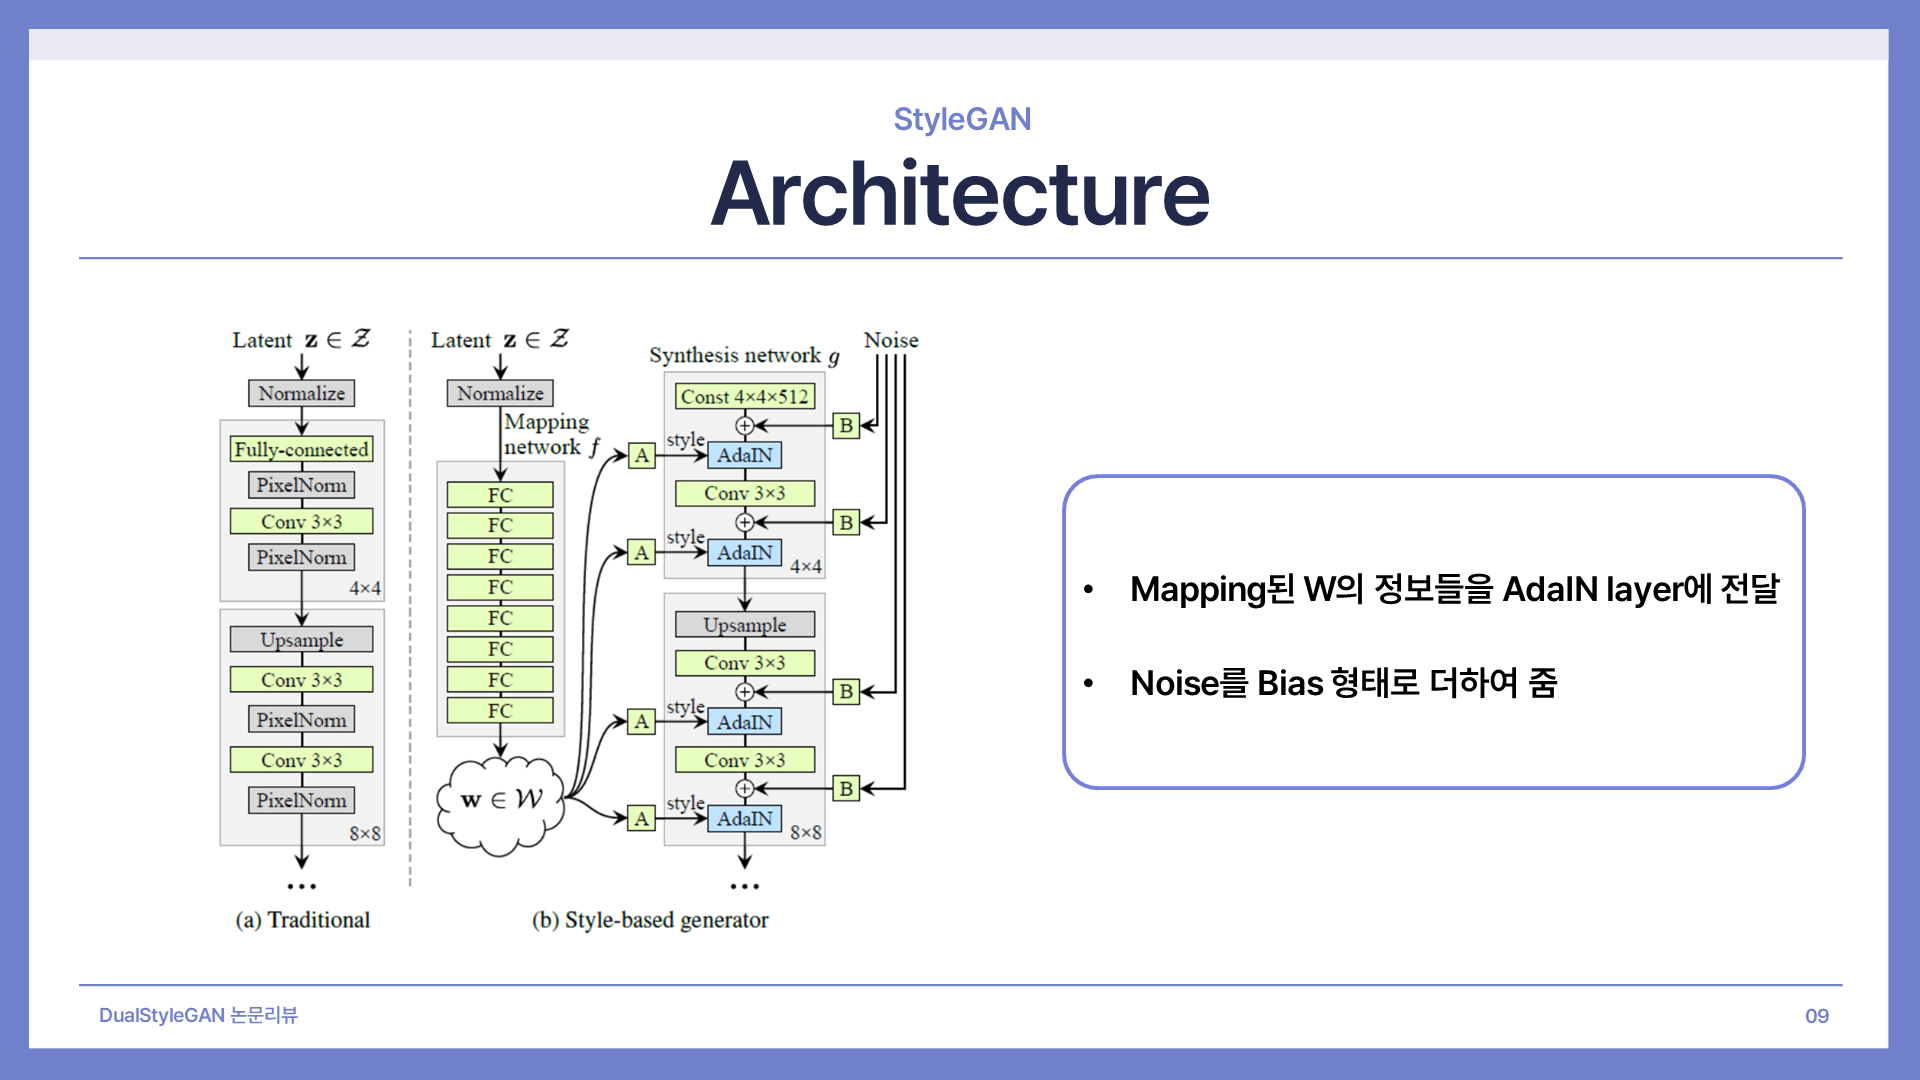 StyleGAN
Architecture
Latent z ∈ Z
Normalize
Fully-connected
PixelNorm
Conv 3×3
PixelNorm
4×4
Upsample
Conv 3×3
PixelNorm
Conv 3×3
PixelNorm
8×8
...
(a) Traditional
Latent z ∈ Z
Normalize
Mapping
network f
FC
FC
FC
FC
FC
FC
FC
FC
w ∈ W
Synthesis network g
Noise
Const 4×4×512
B
A
style
AdaIN
Conv 3×3
B
A
style
AdaIN
4×4
Upsample
Conv 3×3
B
A
style
AdaIN
Conv 3×3
B
A
style
AdaIN
8×8
...
(b) Style-based generator
• Mapping된 W의 정보들을 AdaIN layer에 전달
• Noise를 Bias 형태로 더하여 줌
DualStyleGAN 논문리뷰
09